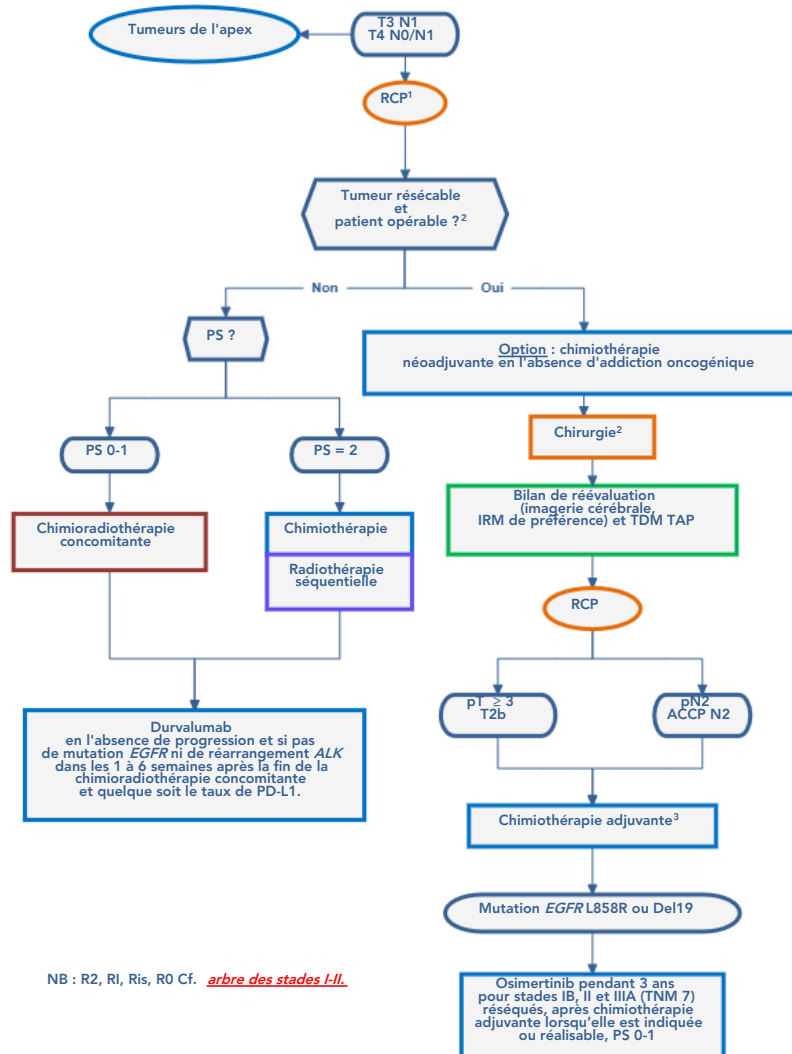 Tumeurs de l'apex
T3 N1
T4 N0/N1
RCP¹
Tumeur résécable
et
patient opérable ?²
Non
Oui
PS ?
Option : chimiothérapie
néoadjuvante en l'absence d'addiction oncogénique
PS 0-1
PS = 2
Chirurgie²
Chimioradiothérapie
concomitante
Chimiothérapie
Radiothérapie
séquentielle
Bilan de réévaluation
(imagerie cérébrale,
IRM de préférence) et TDM TAP
RCP
pT ≥ 3
T2b
pN2
ACCP N2
Durvalumab
en l'absence de progression et si pas
de mutation EGFR ni de réarrangement ALK
dans les 1 à 6 semaines après la fin de la
chimioradiothérapie concomitante
et quelque soit le taux de PD-L1.
Chimiothérapie adjuvante³
Mutation EGFR L858R ou Del19
NB : R2, RI, Ris, R0 Cf. arbre des stades I-II.
Osimertinib pendant 3 ans
pour stades IB, II et IIIA (TNM 7)
réséqués, après chimiothérapie
adjuvante lorsqu'elle est indiquée
ou réalisable, PS 0-1